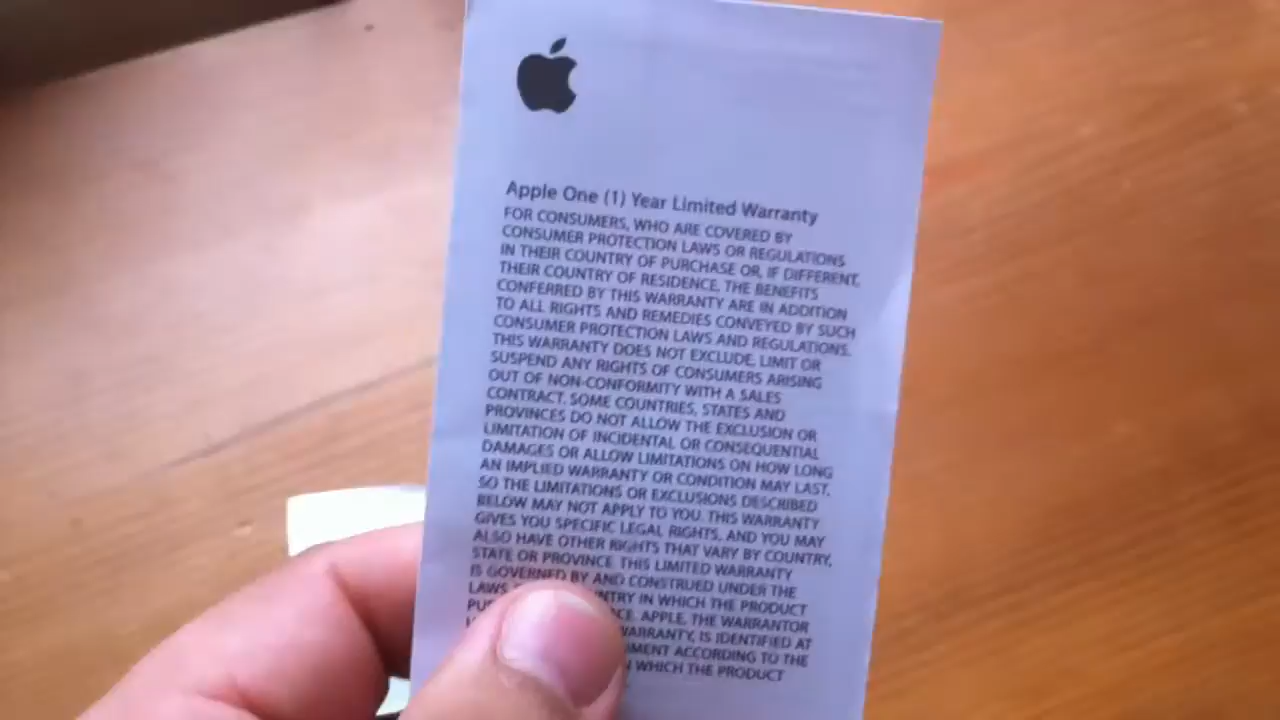 Apple One (1) Year Limited Warranty
FOR CONSUMERS, WHO ARE COVERED BY
CONSUMER PROTECTION LAWS OR REGULATIONS
IN THEIR COUNTRY OF PURCHASE OR, IF DIFFERENT,
THEIR COUNTRY OF RESIDENCE, THE BENEFITS
CONFERRED BY THIS WARRANTY ARE IN ADDITION
TO ALL RIGHTS AND REMEDIES CONVEYED BY SUCH
CONSUMER PROTECTION LAWS AND REGULATIONS.
THIS WARRANTY DOES NOT EXCLUDE, LIMIT OR
SUSPEND ANY RIGHTS OF CONSUMERS ARISING
OUT OF NON-CONFORMITY WITH A SALES
CONTRACT. SOME COUNTRIES, STATES AND
PROVINCES DO NOT ALLOW THE EXCLUSION OR
LIMITATION OF INCIDENTAL OR CONSEQUENTIAL
DAMAGES OR ALLOW LIMITATIONS ON HOW LONG
AN IMPLIED WARRANTY OR CONDITION MAY LAST,
SO THE LIMITATIONS OR EXCLUSIONS DESCRIBED
BELOW MAY NOT APPLY TO YOU. THIS WARRANTY
GIVES YOU SPECIFIC LEGAL RIGHTS, AND YOU MAY
ALSO HAVE OTHER RIGHTS THAT VARY BY COUNTRY,
STATE OR PROVINCE. THIS LIMITED WARRANTY
IS GOVERNED BY AND CONSTRUED UNDER THE
LAWS IN WHICH THE PRODUCT
APPLE, THE WARRANTOR
WARRANTY, IS IDENTIFIED AT
ACCORDING TO THE
WHICH THE PRODUCT